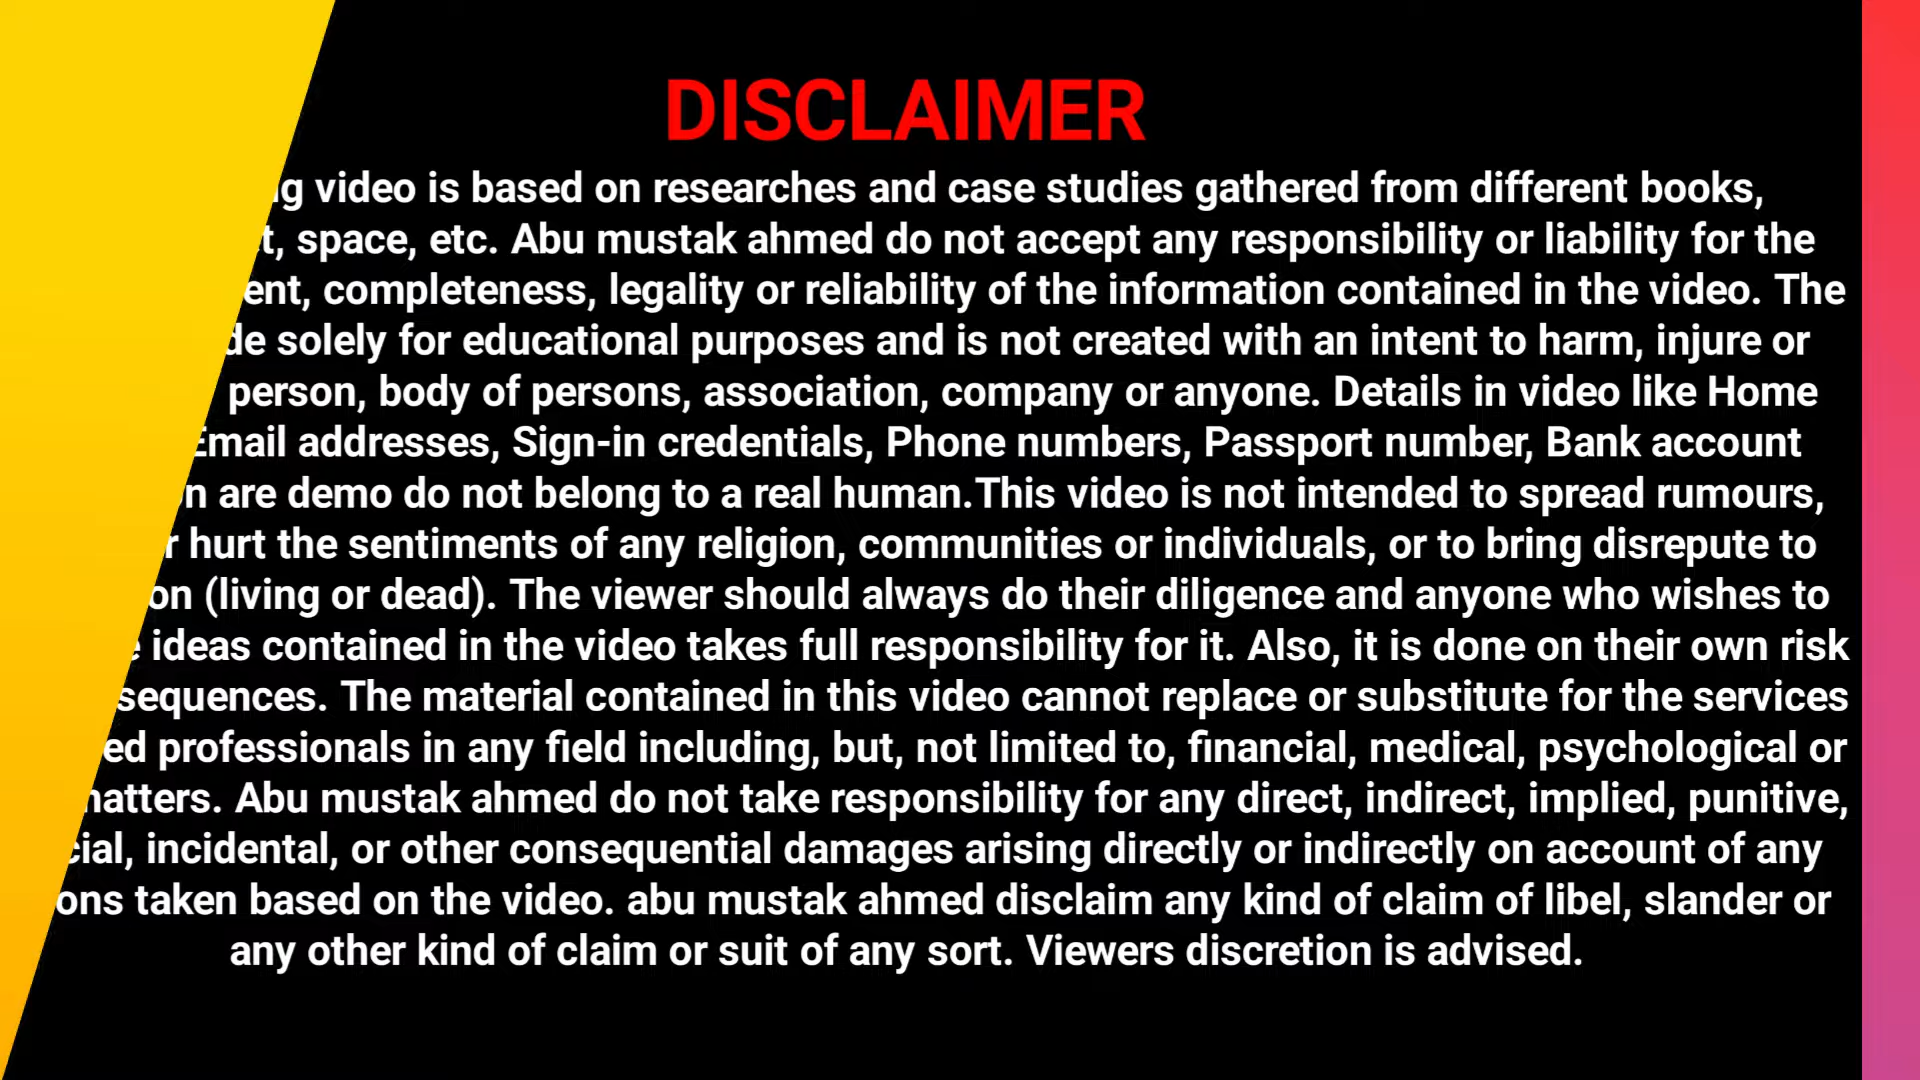 DISCLAIMER
video is based on researches and case studies gathered from different books,
space, etc. Abu mustak ahmed do not accept any responsibility or liability for the
completeness, legality or reliability of the information contained in the video. The
solely for educational purposes and is not created with an intent to harm, injure or
person, body of persons, association, company or anyone. Details in video like Home
Email addresses, Sign-in credentials, Phone numbers, Passport number, Bank account
are demo do not belong to a real human.This video is not intended to spread rumours,
hurt the sentiments of any religion, communities or individuals, or to bring disrepute to
(living or dead). The viewer should always do their diligence and anyone who wishes to
ideas contained in the video takes full responsibility for it. Also, it is done on their own risk
The material contained in this video cannot replace or substitute for the services
professionals in any field including, but, not limited to, financial, medical, psychological or
Abu mustak ahmed do not take responsibility for any direct, indirect, implied, punitive,
incidental, or other consequential damages arising directly or indirectly on account of any
taken based on the video. abu mustak ahmed disclaim any kind of claim of libel, slander or
any other kind of claim or suit of any sort. Viewers discretion is advised.